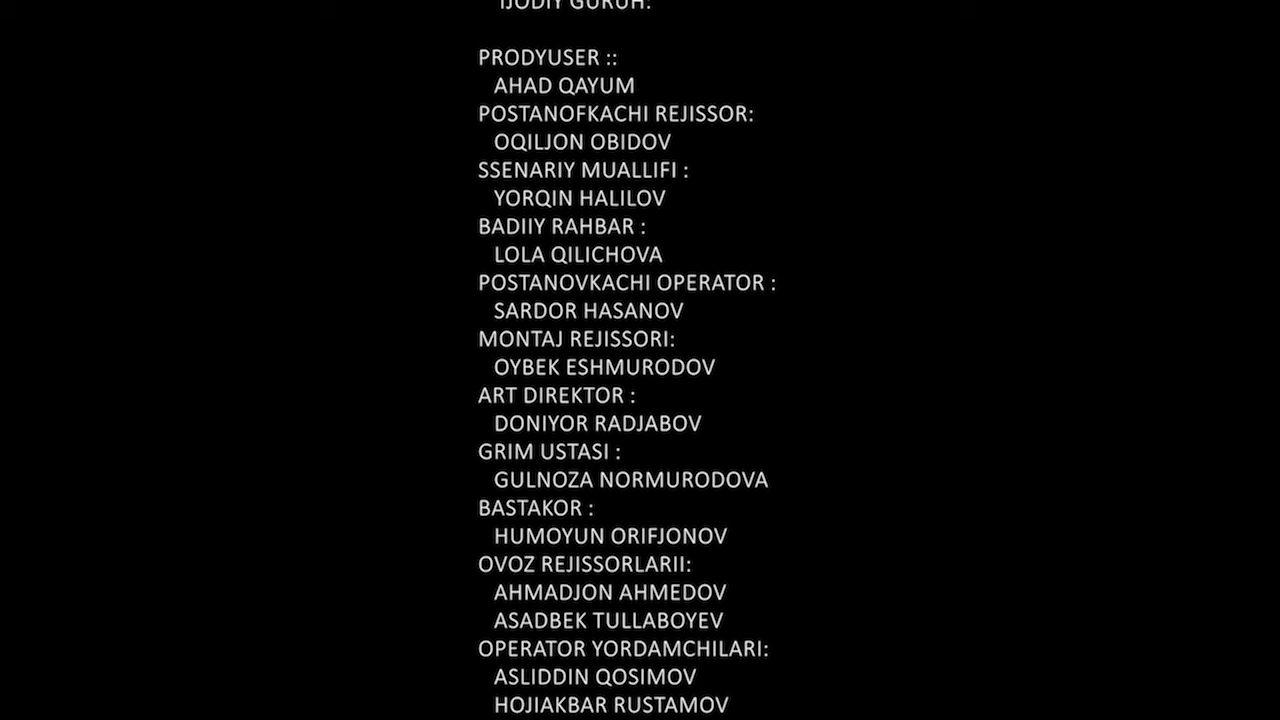 IJODIY GURUH:
PRODYUSER ::
AHAD QAYUM
POSTANOFKACHI REJISSOR:
OQILJON OBIDOV
SSENARIY MUALLIFI :
YORQIN HALILOV
BADIIY RAHBAR :
LOLA QILICHOVA
POSTANOVKACHI OPERATOR :
SARDOR HASANOV
MONTAJ REJISSORI:
OYBEK ESHMURODOV
ART DIREKTOR :
DONIYOR RADJABOV
GRIM USTASI :
GULNOZA NORMURODOVA
BASTAKOR :
HUMOYUN ORIFJONOV
OVOZ REJISSORLARII:
AHMADJON AHMEDOV
ASADBEK TULLABOYEV
OPERATOR YORDAMCHILARI:
ASLIDDIN QOSIMOV
HOJIAKBAR RUSTAMOV